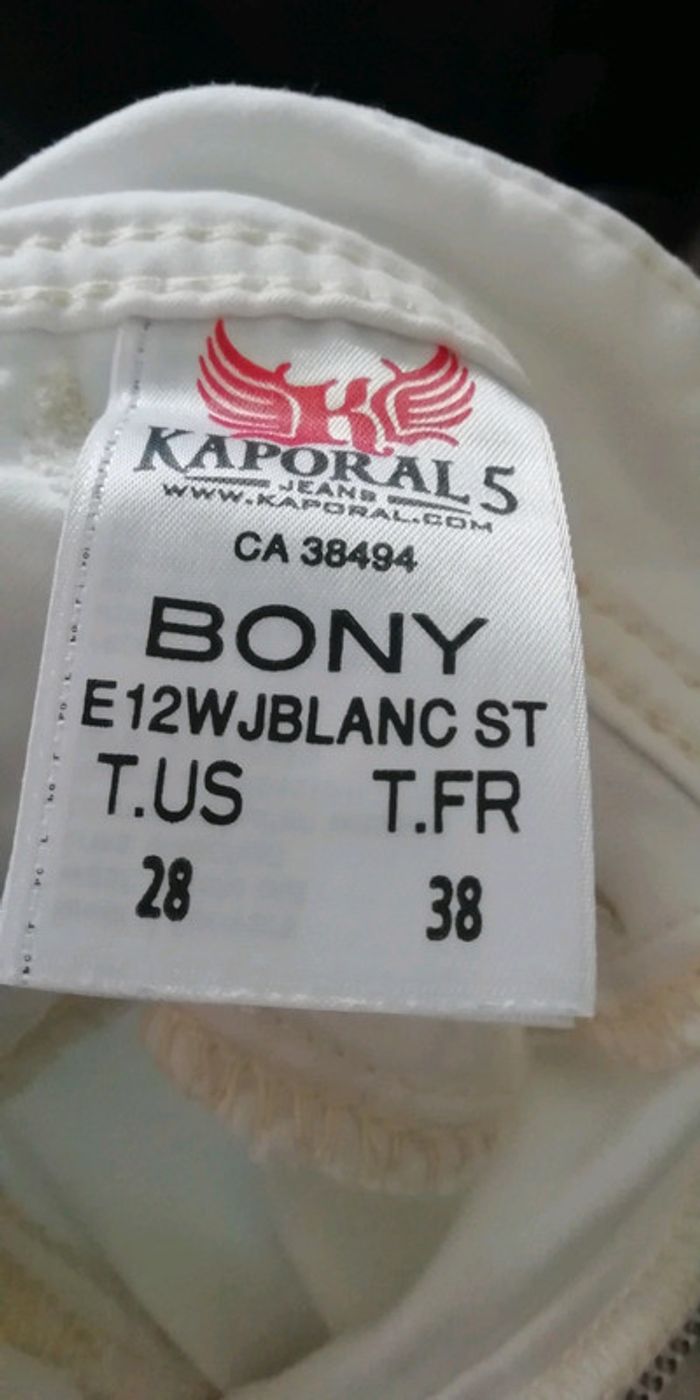 K
KAPORAL 5
JEANS
WWW.KAPORAL.COM
CA 38494
BONY
E12WJBLANC ST
T.US T.FR
28 38